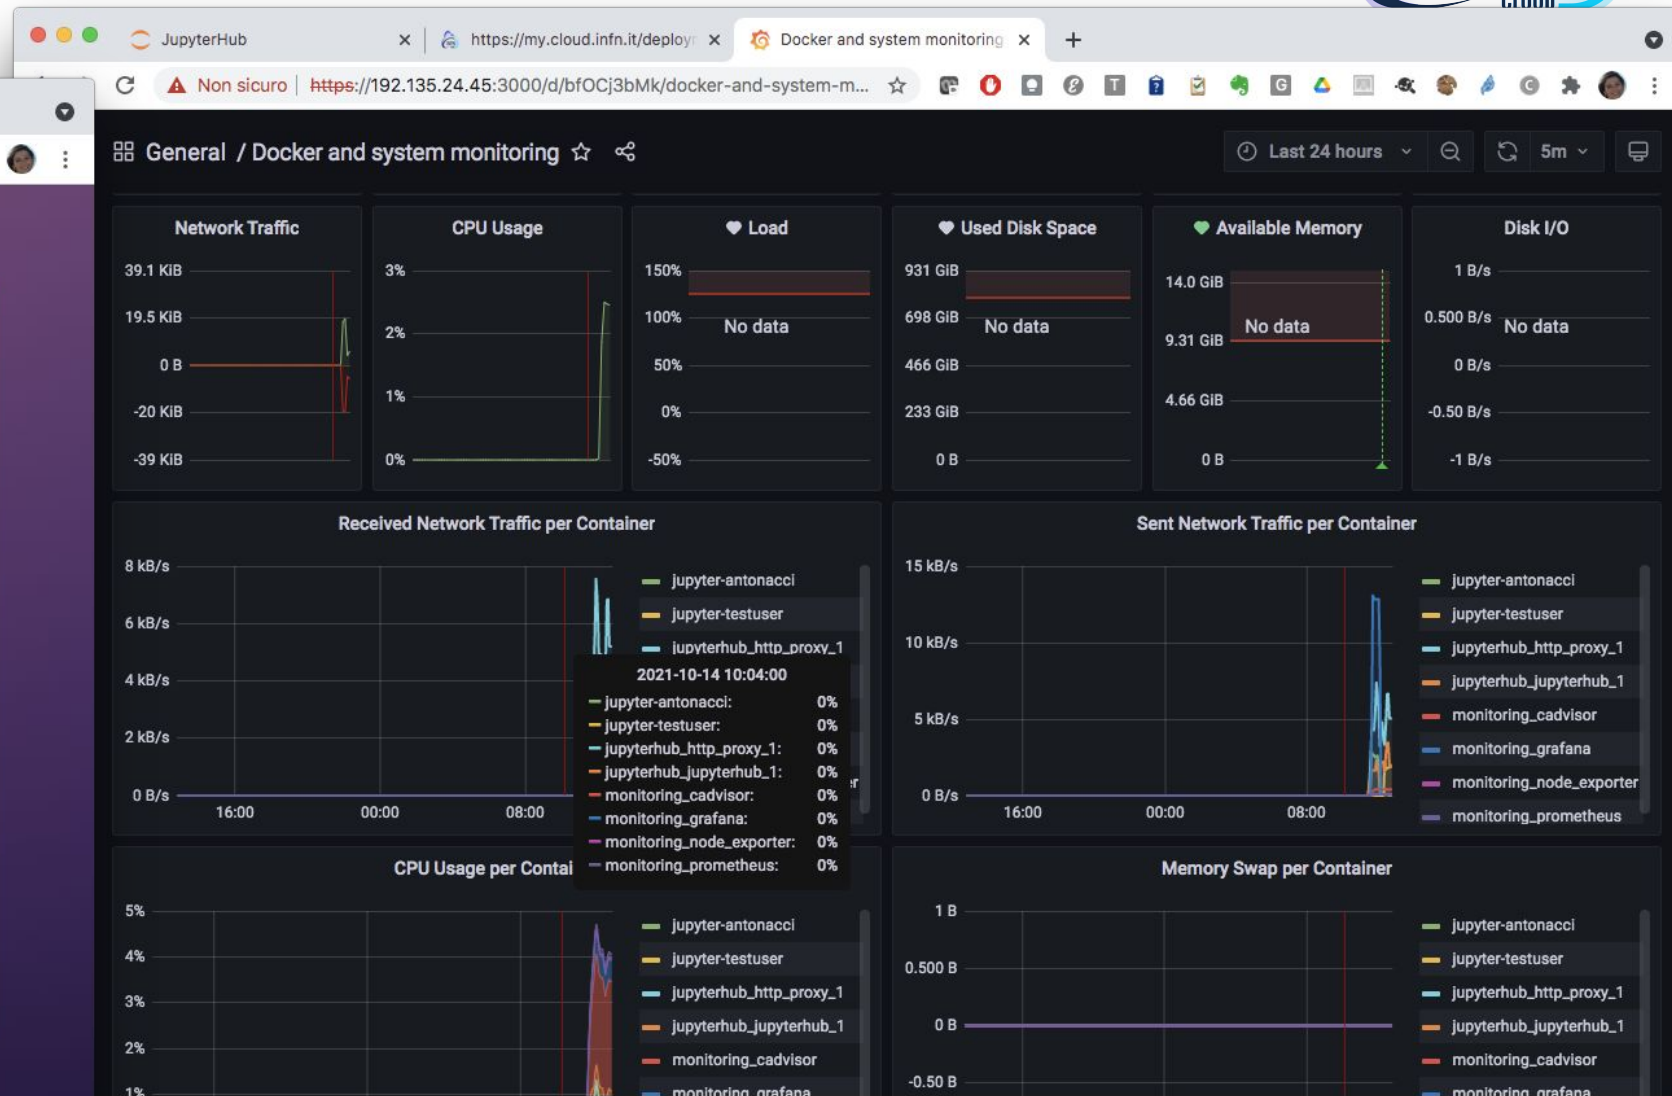 CLOUD
JupyterHub
https://my.cloud.infn.it/deploy
Docker and system monitoring
Non sicuro | https://192.135.24.45:3000/d/bfOCj3bMk/docker-and-system-m...
General / Docker and system monitoring
Last 24 hours
5m
Network Traffic
39.1 KiB
19.5 KiB
0 B
-20 KiB
-39 KiB
CPU Usage
3%
2%
1%
0%
Load
150%
100%
50%
0%
-50%
No data
Used Disk Space
931 GiB
698 GiB
466 GiB
233 GiB
0 B
No data
Available Memory
14.0 GiB
9.31 GiB
4.66 GiB
0 B
No data
Disk I/O
1 B/s
0.500 B/s
0 B/s
-0.50 B/s
-1 B/s
No data
Received Network Traffic per Container
8 kB/s
6 kB/s
4 kB/s
2 kB/s
0 B/s
16:00
00:00
08:00
jupyter-antonacci
jupyter-testuser
jupyterhub_http_proxy_1
er
2021-10-14 10:04:00
jupyter-antonacci: 0%
jupyter-testuser: 0%
jupyterhub_http_proxy_1: 0%
jupyterhub_jupyterhub_1: 0%
monitoring_cadvisor: 0%
monitoring_grafana: 0%
monitoring_node_exporter: 0%
monitoring_prometheus: 0%
Sent Network Traffic per Container
15 kB/s
10 kB/s
5 kB/s
0 B/s
16:00
00:00
08:00
jupyter-antonacci
jupyter-testuser
jupyterhub_http_proxy_1
jupyterhub_jupyterhub_1
monitoring_cadvisor
monitoring_grafana
monitoring_node_exporter
monitoring_prometheus
CPU Usage per Contai
5%
4%
3%
2%
1%
jupyter-antonacci
jupyter-testuser
jupyterhub_http_proxy_1
jupyterhub_jupyterhub_1
monitoring_cadvisor
monitoring_grafana
Memory Swap per Container
1 B
0.500 B
0 B
-0.50 B
jupyter-antonacci
jupyter-testuser
jupyterhub_http_proxy_1
jupyterhub_jupyterhub_1
monitoring_cadvisor
monitoring_grafana